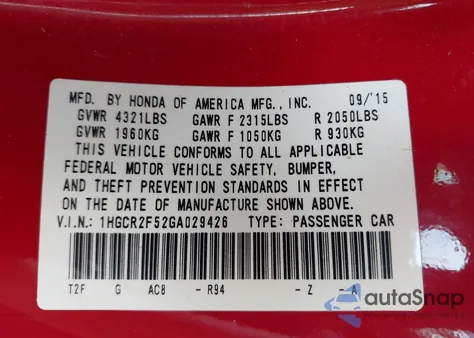 MFD. BY HONDA OF AMERICA MFG., INC. 09/'15
GVWR 4321LBS GAWR F 2315LBS R 2050LBS
GVWR 1960KG GAWR F 1050KG R 930KG
THIS VEHICLE CONFORMS TO ALL APPLICABLE
FEDERAL MOTOR VEHICLE SAFETY, BUMPER,
AND THEFT PREVENTION STANDARDS IN EFFECT
ON THE DATE OF MANUFACTURE SHOWN ABOVE.
V.I.N.: 1HGCR2F52GA029426 TYPE: PASSENGER CAR
T2F G AC8 - R94 - Z - A
autoSnap